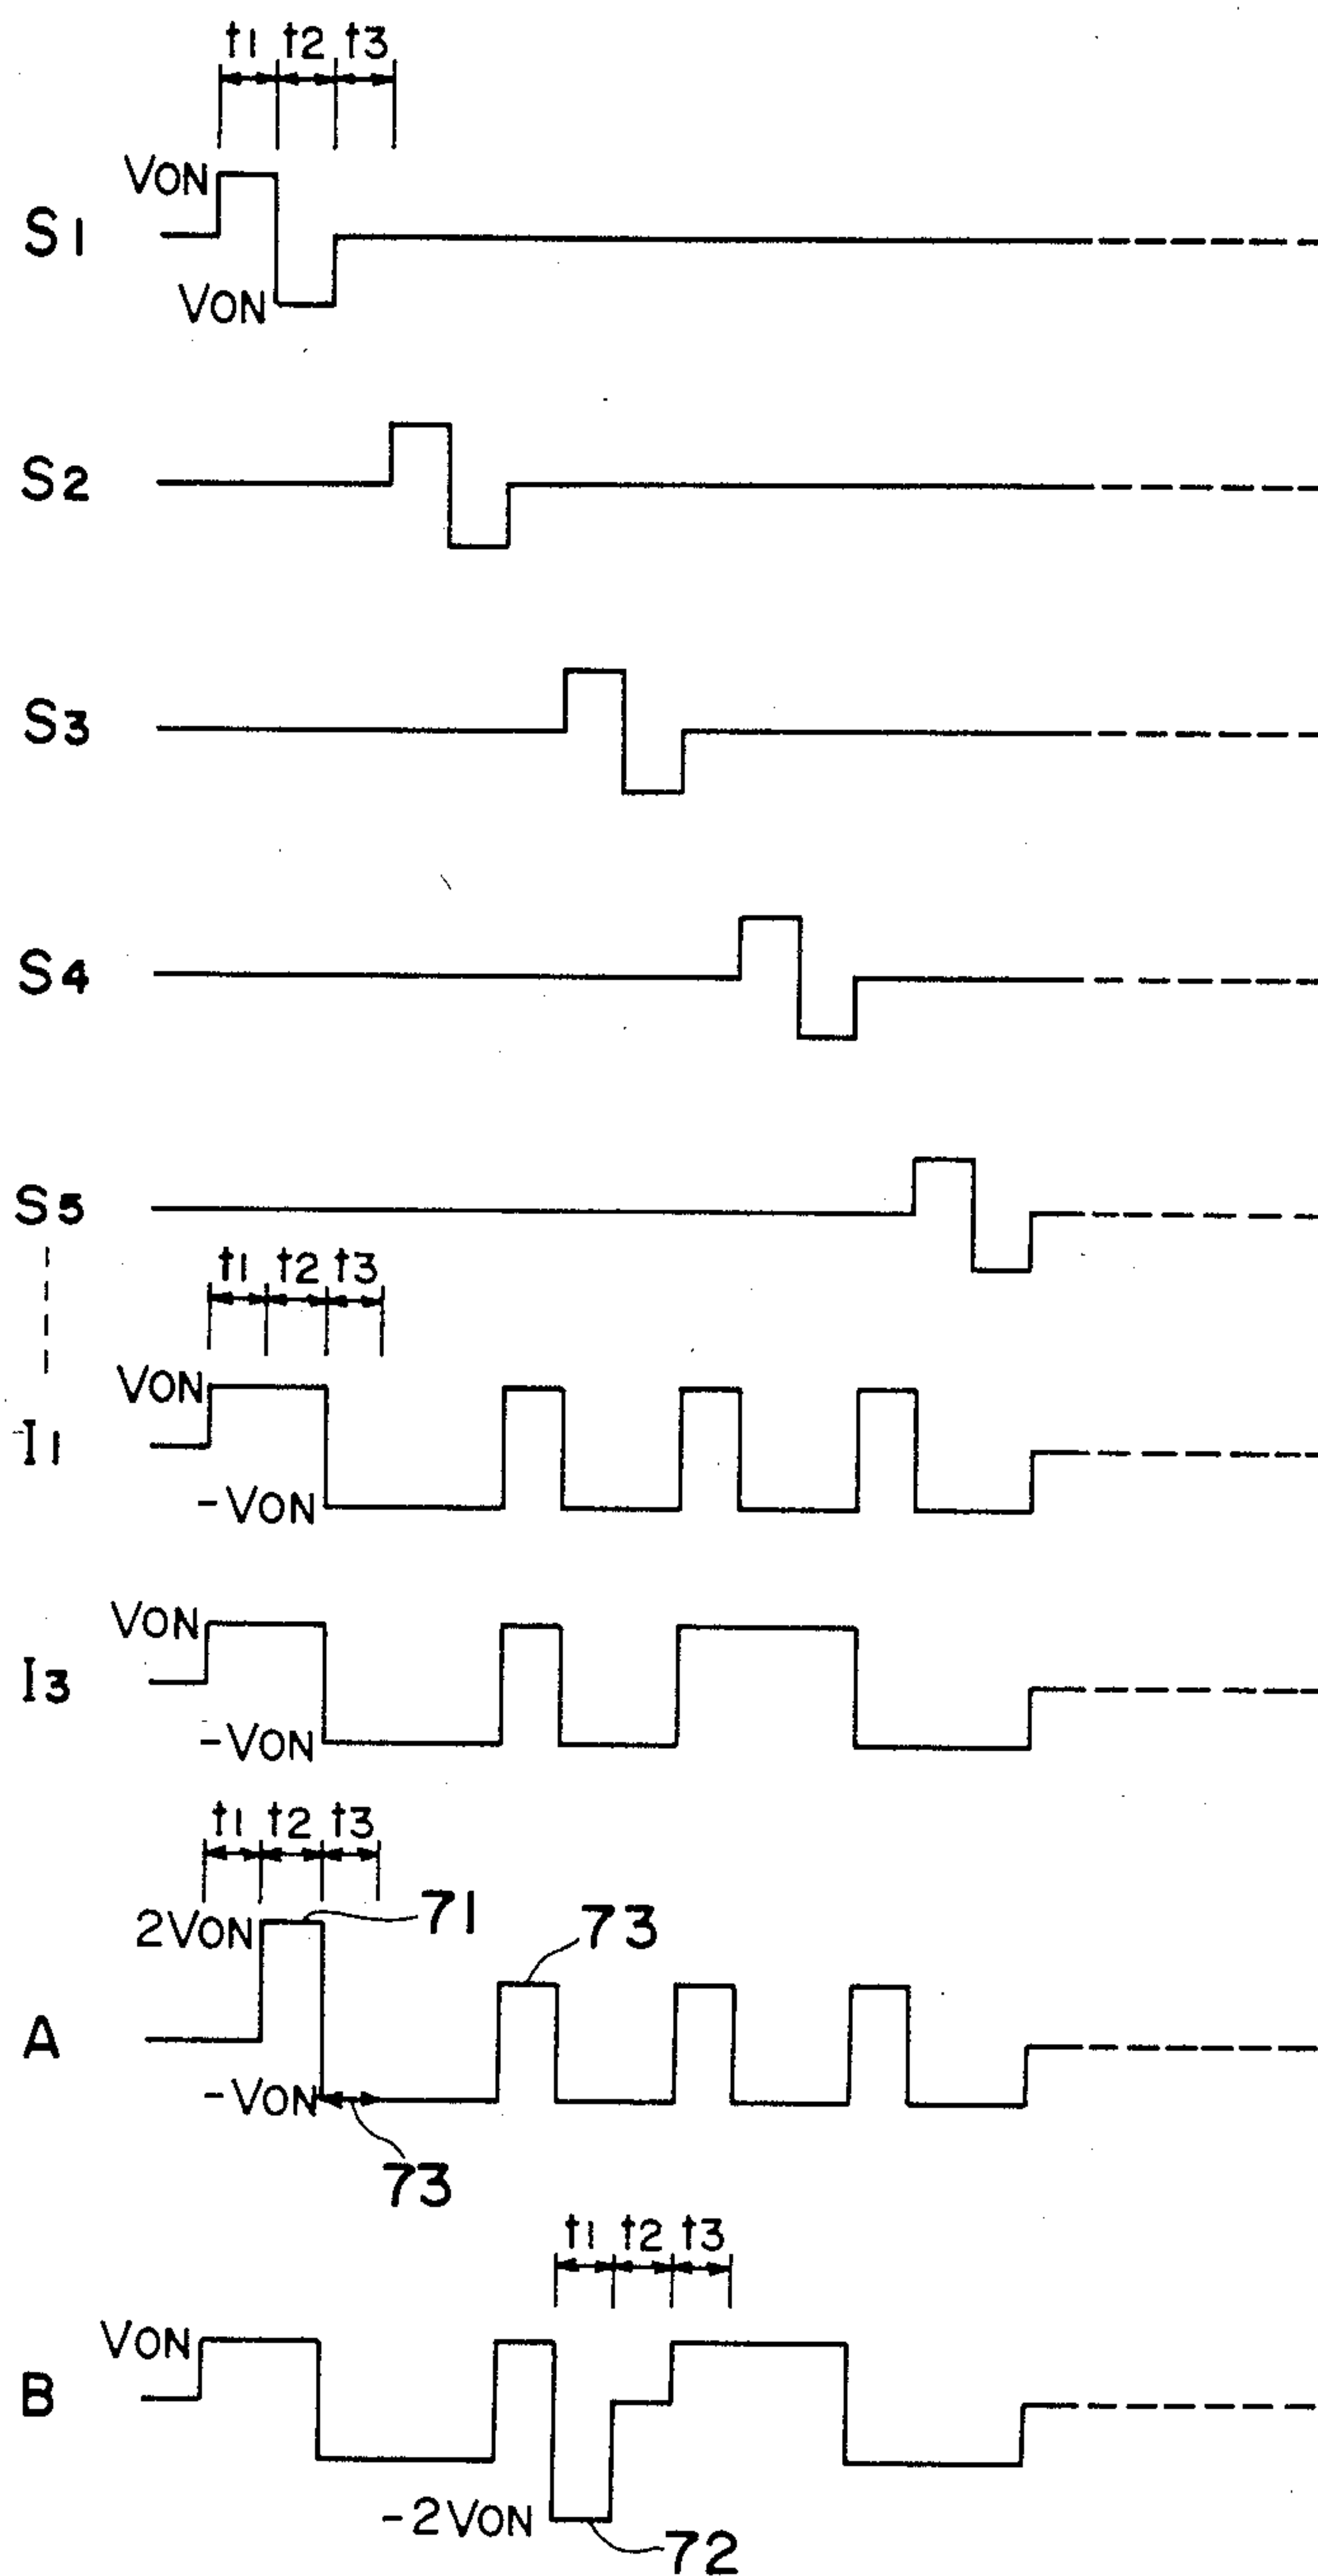 t1 t2 t3
VON
S1
VON
S2
S3
S4
S5
t1 t2 t3
VON
I1
-VON
VON
I3
-VON
t1 t2 t3
2VON
71
73
A
-VON
73
t1 t2 t3
VON
B
-2VON
72